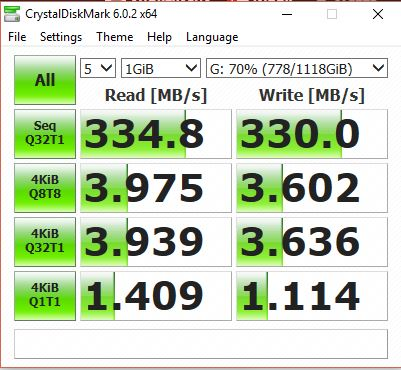 CrystalDiskMark 6.0.2 x64
File Settings Theme Help Language
All 5 1GiB G: 70% (778/1118GiB)
Read [MB/s] Write [MB/s]
Seq Q32T1 334.8 330.0
4KiB Q8T8 3.975 3.602
4KiB Q32T1 3.939 3.636
4KiB Q1T1 1.409 1.114